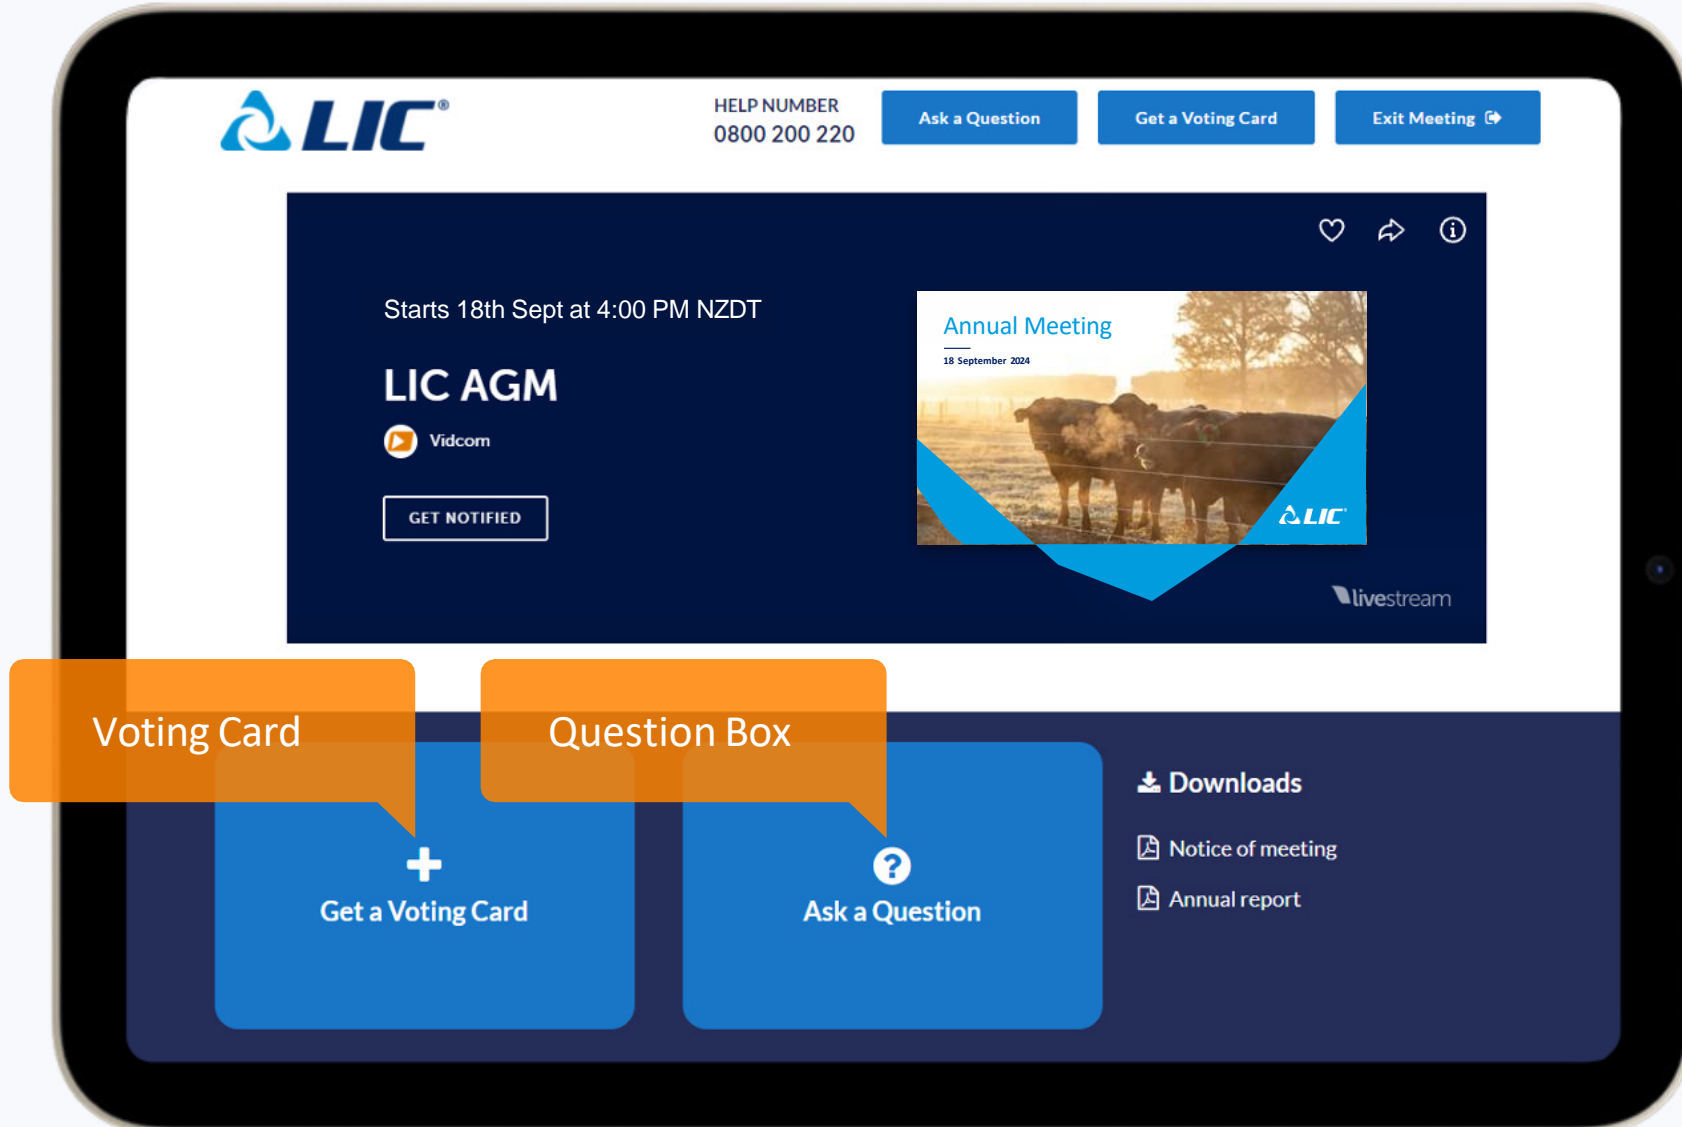 LIC®
HELP NUMBER
0800 200 220
Ask a Question
Get a Voting Card
Exit Meeting
Starts 18th Sept at 4:00 PM NZDT
LIC AGM
Vidcom
GET NOTIFIED
Annual Meeting
18 September 2024
LIC®
livestream
Voting Card
Question Box
Get a Voting Card
Ask a Question
Downloads
Notice of meeting
Annual report